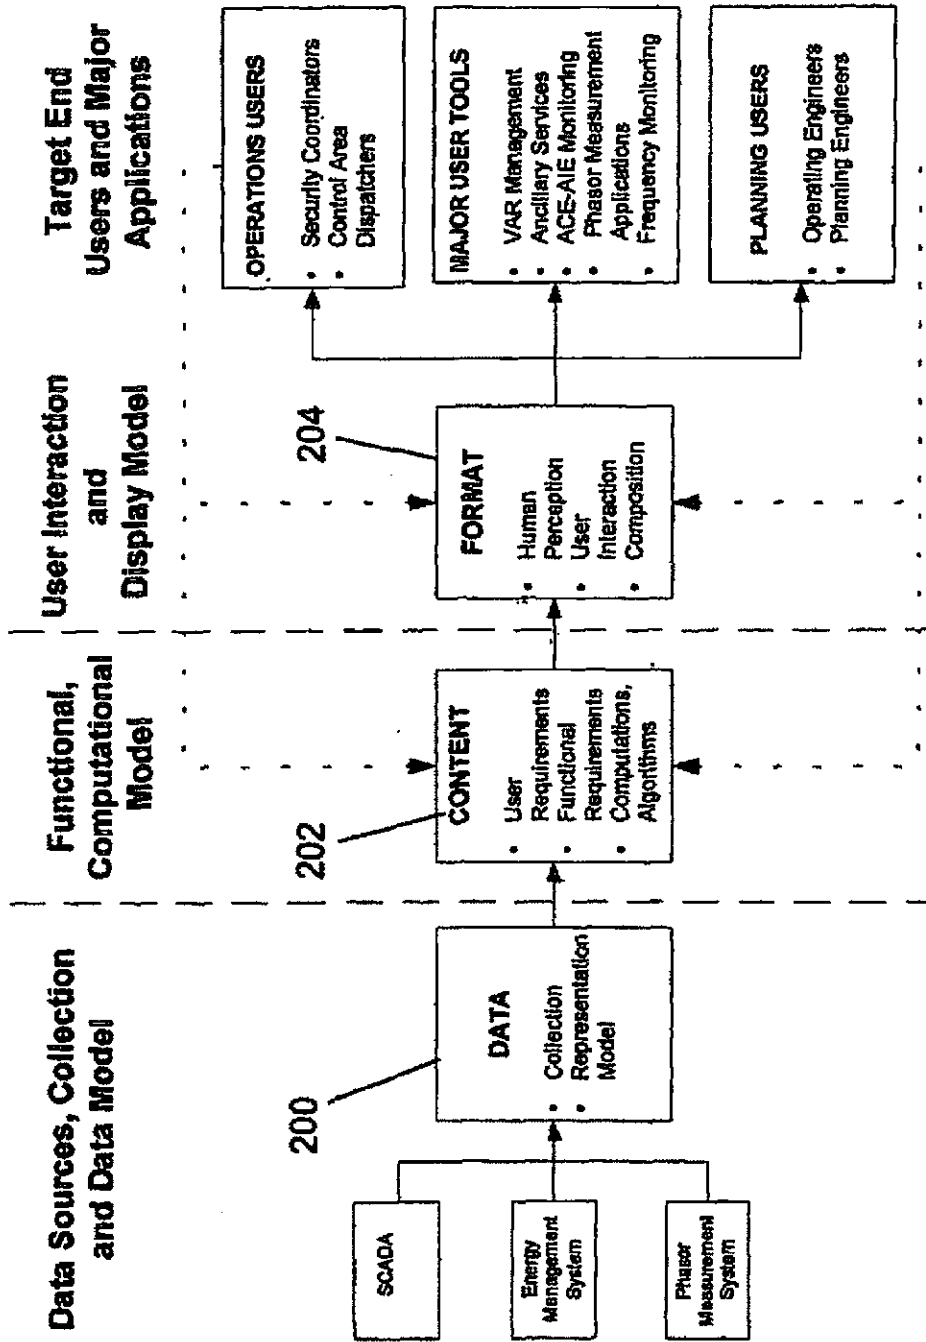 Data Sources, Collection
and Data Model
Functional,
Computational
Model
User Interaction
and
Display Model
Target End
Users and Major
Applications
SCADA
Energy
Management
System
Phasor
Measurement
System
200
DATA
• Collection
• Representation
Model
202
CONTENT
• User
Requirements
• Functional
Requirements
• Computations,
Algorithms
204
FORMAT
• Human
Perception
• User
Interaction
• Composition
OPERATIONS USERS
• Security Coordinators
• Control Area
Dispatchers
MAJOR USER TOOLS
• VAR Management
• Ancillary Services
• ACE-AIE Monitoring
• Phasor Measurement
Applications
• Frequency Monitoring
PLANNING USERS
• Operating Engineers
• Planning Engineers